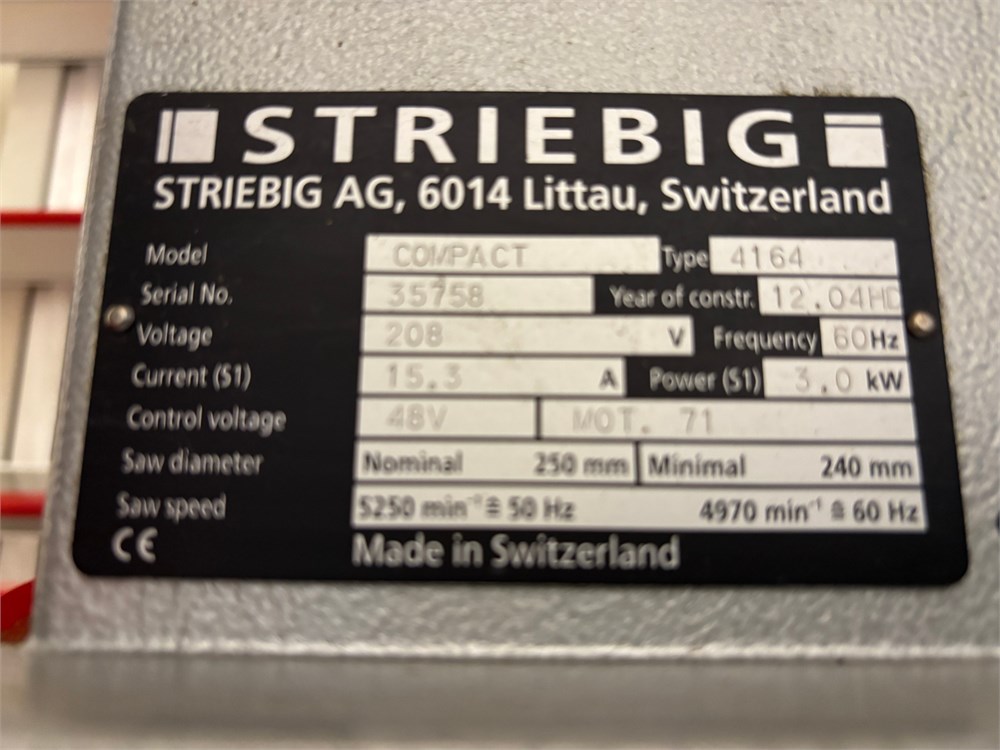 STRIEBIG
STRIEBIG AG, 6014 Littau, Switzerland
Model COMPACT Type 4164
Serial No. 35758 Year of constr. 12.04HD
Voltage 208 V Frequency 60Hz
Current (S1) 15.3 A Power (S1) 3.0 kW
Control voltage 48V MOT. 71
Saw diameter Nominal 250 mm Minimal 240 mm
Saw speed 5250 min⁻¹ ≙ 50 Hz 4970 min⁻¹ ≙ 60 Hz
CE Made in Switzerland